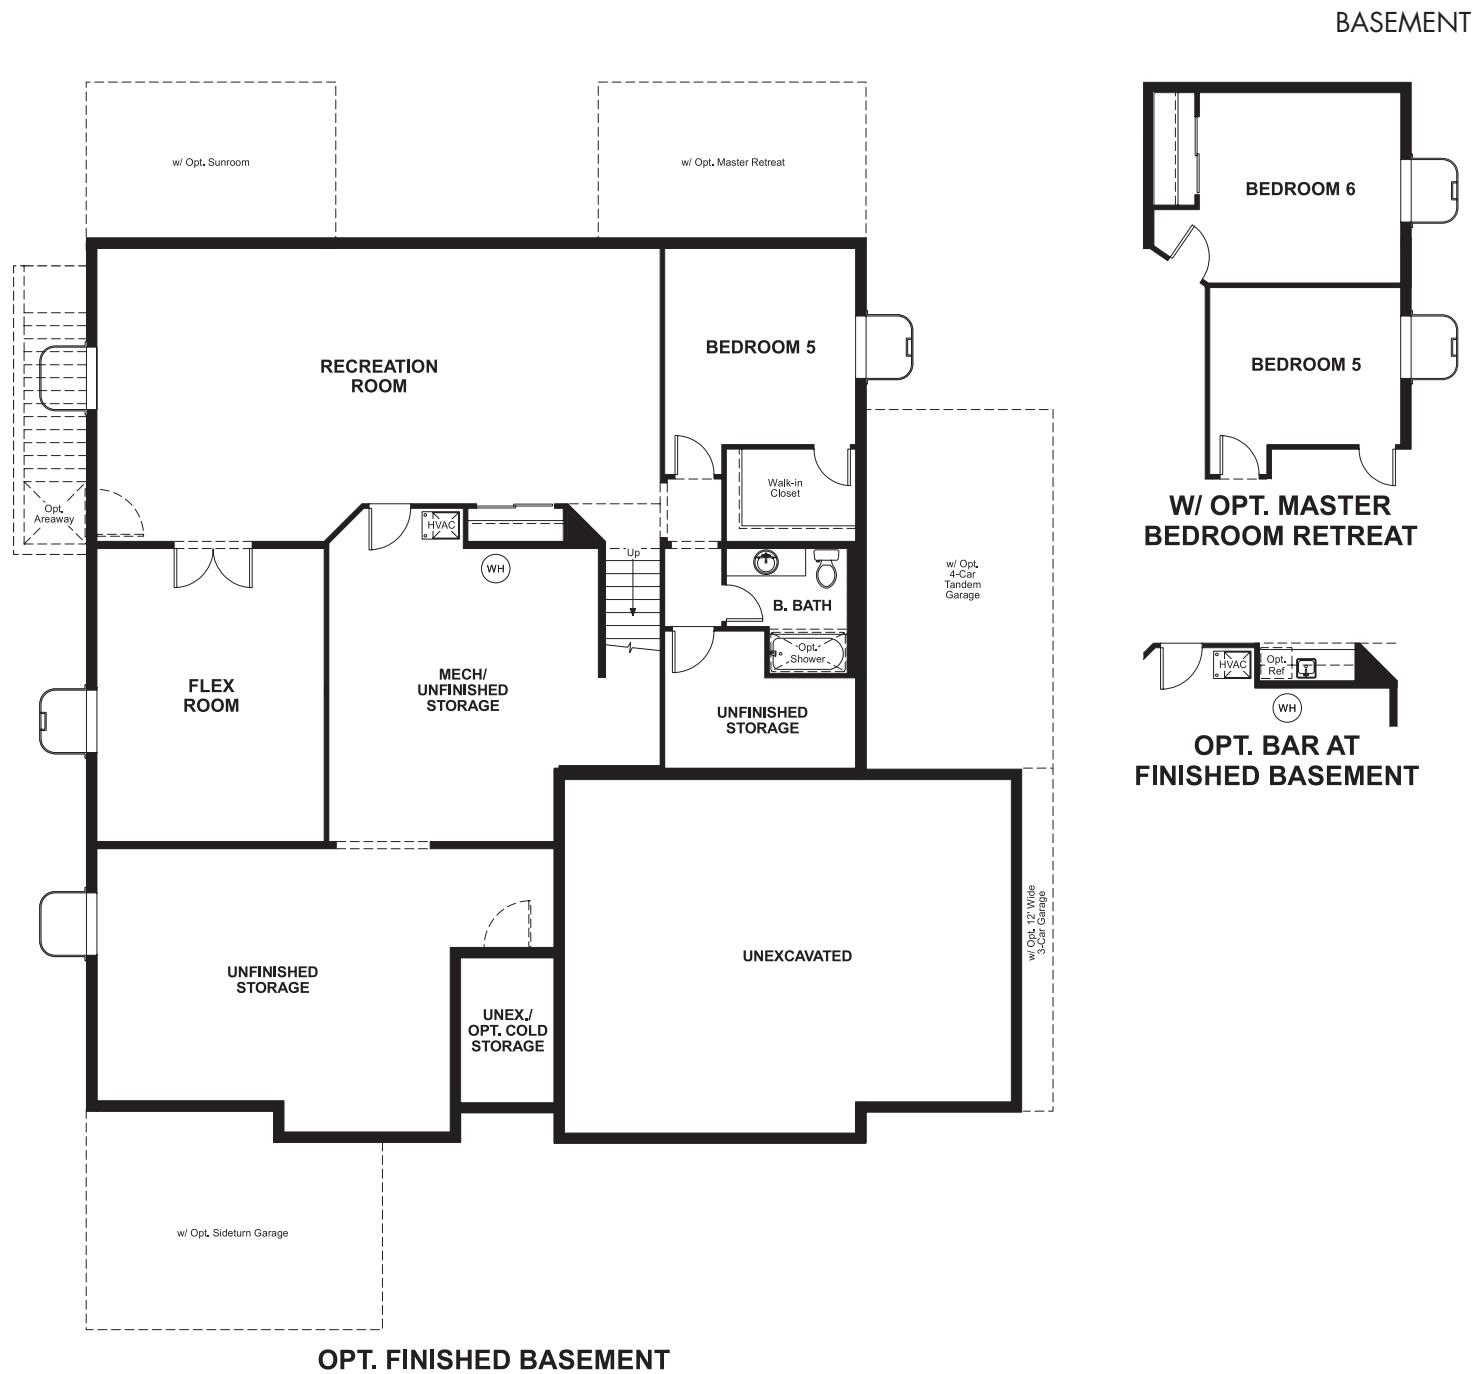 BASEMENT
w/ Opt. Sunroom
w/ Opt. Master Retreat
BEDROOM 6
RECREATION
ROOM
BEDROOM 5
BEDROOM 5
Walk-in
Closet
W/ OPT. MASTER
BEDROOM RETREAT
Opt.
Areaway
HVAC
WH
Up
w/ Opt.
4-Car
Tandem
Garage
B. BATH
Opt.
Shower
HVAC
Opt.
Ref
WH
FLEX
ROOM
MECH/
UNFINISHED
STORAGE
UNFINISHED
STORAGE
OPT. BAR AT
FINISHED BASEMENT
w/ Opt. 12' Wide
3-Car Garage
UNEXCAVATED
UNFINISHED
STORAGE
UNEX./
OPT. COLD
STORAGE
w/ Opt. Sideturn Garage
OPT. FINISHED BASEMENT